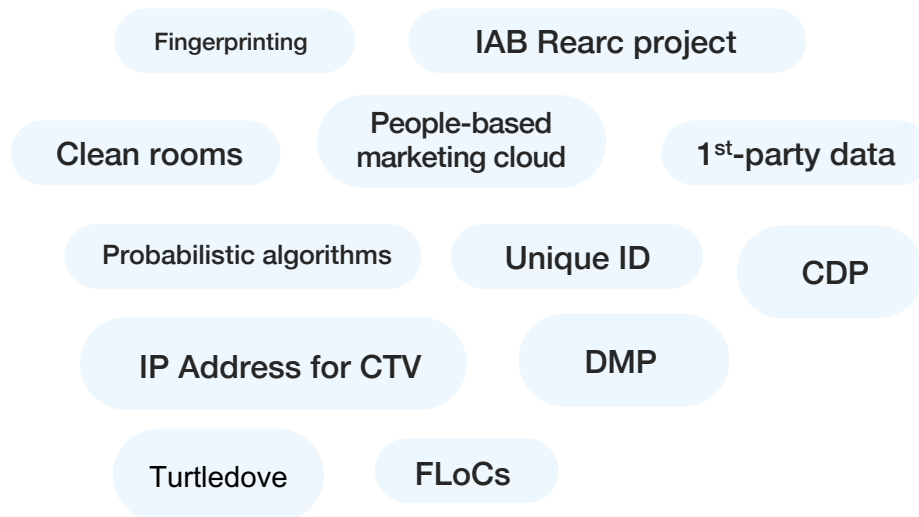 Fingerprinting
IAB Rearc project
People-based
marketing cloud
Clean rooms
1st-party data
Probabilistic algorithms
Unique ID
CDP
IP Address for CTV
DMP
Turtledove
FLoCs